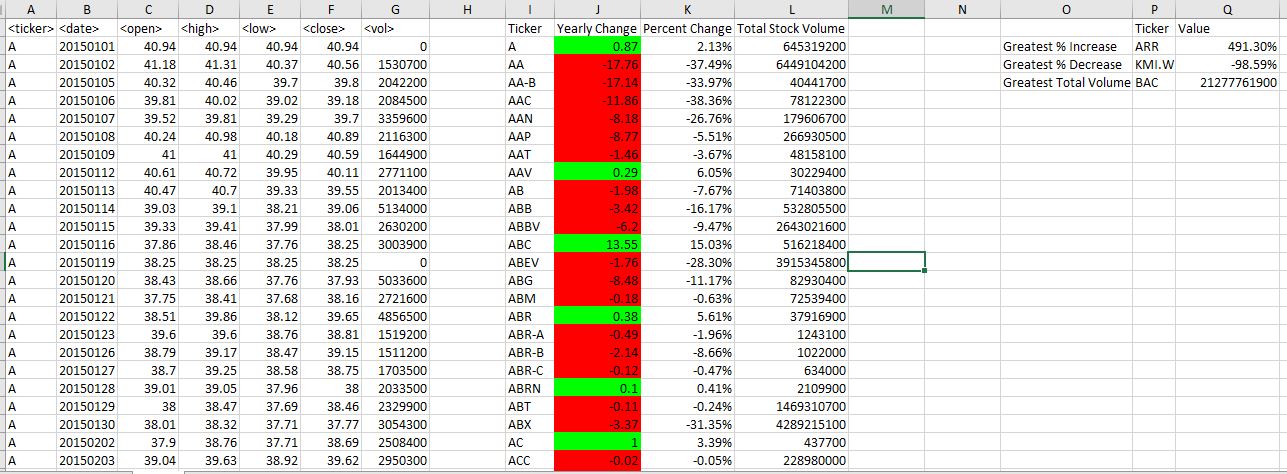 A B C D E F G H I J K L M N O P Q
<ticker> <date> <open> <high> <low> <close> <vol> Ticker Yearly Change Percent Change Total Stock Volume Ticker Value
A 20150101 40.94 40.94 40.94 40.94 0 A 0.87 2.13% 645319200 Greatest % Increase ARR 491.30%
A 20150102 41.18 41.31 40.37 40.56 1530700 AA -17.76 -37.49% 6449104200 Greatest % Decrease KMI.W -98.59%
A 20150105 40.32 40.46 39.7 39.8 2042200 AA-B -17.14 -33.97% 40441700 Greatest Total Volume BAC 21277761900
A 20150106 39.81 40.02 39.02 39.18 2084500 AAC -11.86 -38.36% 78122300
A 20150107 39.52 39.81 39.29 39.7 3359600 AAN -8.18 -26.76% 179606700
A 20150108 40.24 40.98 40.18 40.89 2116300 AAP -8.77 -5.51% 266930500
A 20150109 41 41 40.29 40.59 1644900 AAT -1.46 -3.67% 48158100
A 20150112 40.61 40.72 39.95 40.11 2771100 AAV 0.29 6.05% 30229400
A 20150113 40.47 40.7 39.33 39.55 2013400 AB -1.98 -7.67% 71403800
A 20150114 39.03 39.1 38.21 39.06 5134000 ABB -3.42 -16.17% 532805500
A 20150115 39.33 39.41 37.99 38.01 2630200 ABBV -6.2 -9.47% 2643021600
A 20150116 37.86 38.46 37.76 38.25 3003900 ABC 13.55 15.03% 516218400
A 20150119 38.25 38.25 38.25 38.25 0 ABEV -1.76 -28.30% 3915345800
A 20150120 38.43 38.66 37.76 37.93 5033600 ABG -8.48 -11.17% 82930400
A 20150121 37.75 38.41 37.68 38.16 2721600 ABM -0.18 -0.63% 72539400
A 20150122 38.51 39.86 38.12 39.65 4856500 ABR 0.38 5.61% 37916900
A 20150123 39.6 39.6 38.76 38.81 1519200 ABR-A -0.49 -1.96% 1243100
A 20150126 38.79 39.17 38.47 39.15 1511200 ABR-B -2.14 -8.66% 1022000
A 20150127 38.7 39.25 38.58 38.75 1703500 ABR-C -0.12 -0.47% 634000
A 20150128 39.01 39.05 37.96 38 2033500 ABRN 0.1 0.41% 2109900
A 20150129 38 38.47 37.69 38.46 2329900 ABT -0.11 -0.24% 1469310700
A 20150130 38.01 38.32 37.71 37.77 3054300 ABX -3.37 -31.35% 4289215100
A 20150202 37.9 38.76 37.71 38.69 2508400 AC 1 3.39% 437700
A 20150203 39.04 39.63 38.92 39.62 2950300 ACC -0.02 -0.05% 228980000